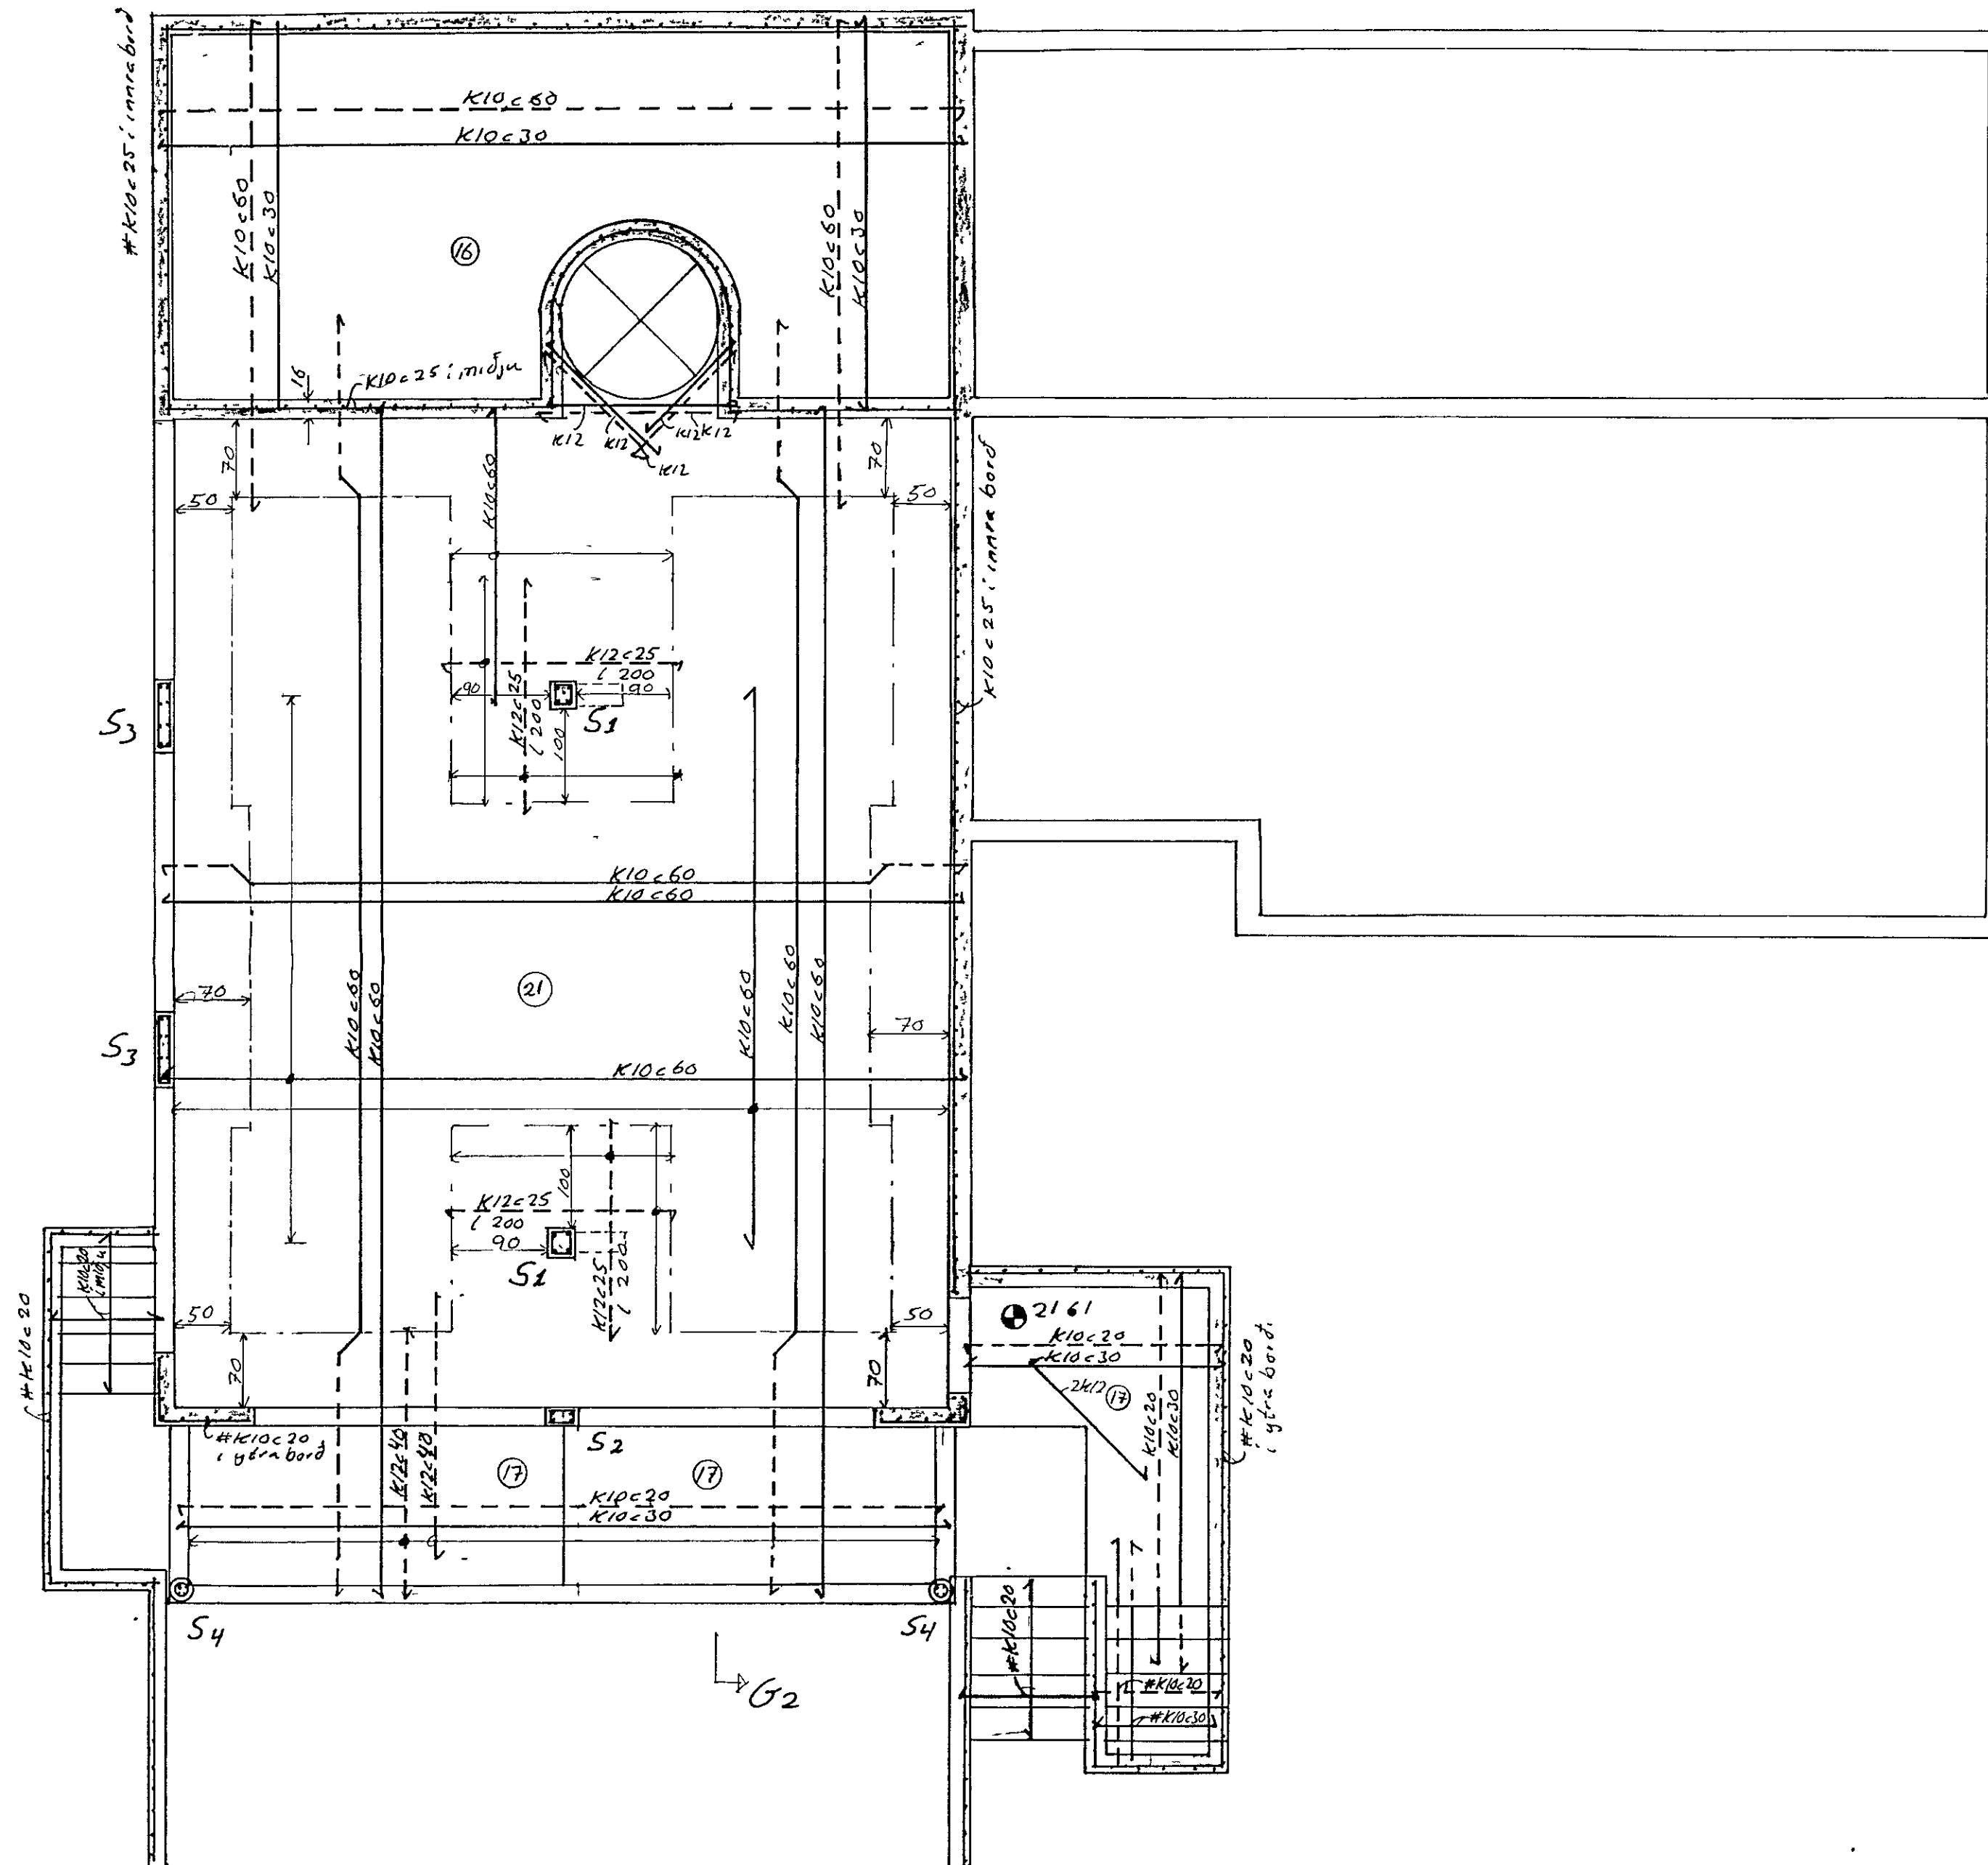 #K10c25 í innra borð
K10c60
K10c30
K10c60
K10c30
K10c60
K10c30
16
16
K10c25 í miðju
K12
K12
K12
K12
K12
70
70
50
50
K10c60
K10c25 í innra borð
K12c25
l 200
90
90
K12c25
l 200
100
S1
S3
K10c60
K10c60
K10c60
K10c60
21
K10c60
K10c60
K10c60
70
70
S3
K10c60
100
K12c25
l 200
90
S1
K12c25
l 200
K10c20
í miðju
#K10c20
50
50
70
70
2161
K10c20
K10c30
2K12
17
K10c20
K10c30
#K10c20
í ytra borð.
#K10c20
í ytra borð
S2
K12c40
K12c40
17
17
K10c20
K10c30
S4
S4
#K10c20
#K10c20
#K10c30
G2